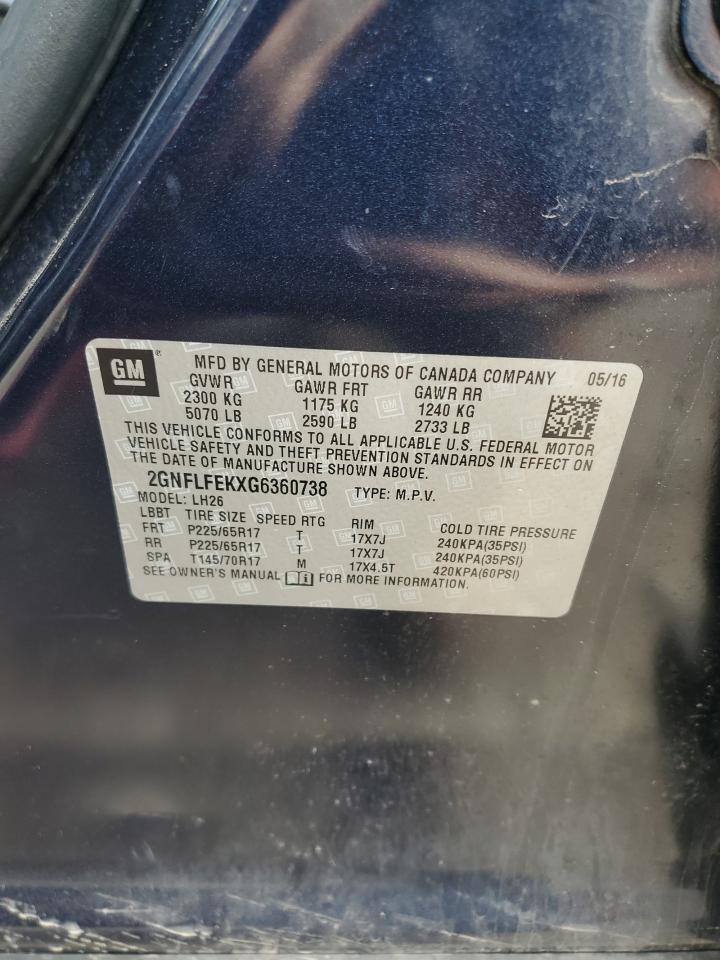 GM ® MFD BY GENERAL MOTORS OF CANADA COMPANY 05/16
GVWR GAWR FRT GAWR RR
2300 KG 1175 KG 1240 KG
5070 LB 2590 LB 2733 LB
THIS VEHICLE CONFORMS TO ALL APPLICABLE U.S. FEDERAL MOTOR
VEHICLE SAFETY AND THEFT PREVENTION STANDARDS IN EFFECT ON
THE DATE OF MANUFACTURE SHOWN ABOVE.
2GNFLFEKXG6360738 TYPE: M.P.V.
MODEL: LH26
LBBT TIRE SIZE SPEED RTG RIM COLD TIRE PRESSURE
FRT P225/65R17 T 17X7J 240KPA(35PSI)
RR P225/65R17 T 17X7J 240KPA(35PSI)
SPA T145/70R17 M 17X4.5T 420KPA(60PSI)
SEE OWNER'S MANUAL FOR MORE INFORMATION.